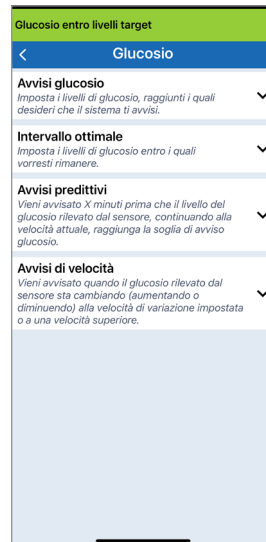 Glucosio entro livelli target
Glucosio
Avvisi glucosio
Imposta i livelli di glucosio, raggiunti i quali
desideri che il sistema ti avvisi.
Intervallo ottimale
Imposta i livelli di glucosio entro i quali
vorresti rimanere.
Avvisi predittivi
Vieni avvisato X minuti prima che il livello del
glucosio rilevato dal sensore, continuando alla
velocità attuale, raggiunga la soglia di avviso
glucosio.
Avvisi di velocità
Vieni avvisato quando il glucosio rilevato dal
sensore sta cambiando (aumentando o
diminuendo) alla velocità di variazione impostata
o a una velocità superiore.